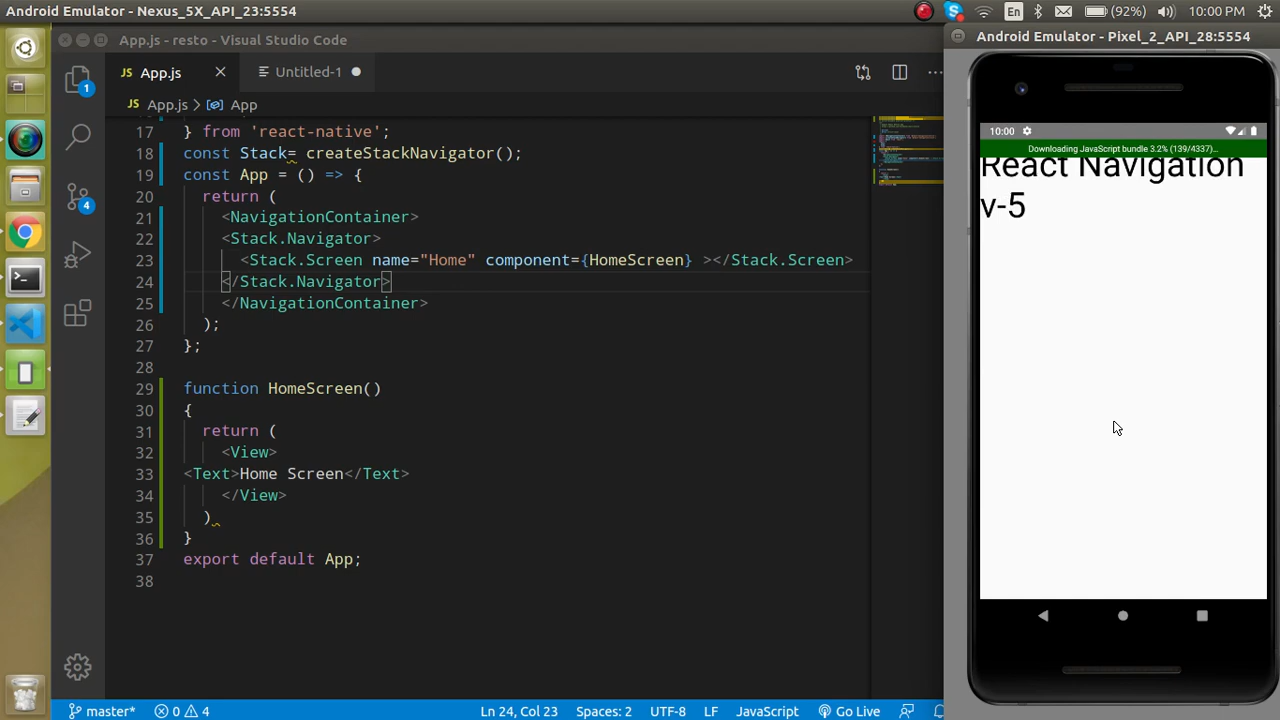 Android Emulator - Nexus_5X_API_23:5554
En
(92%)
10:00 PM
App.js - resto - Visual Studio Code
Android Emulator - Pixel_2_API_28:5554
JS App.js
Untitled-1
1
4
JS App.js > App
17 } from 'react-native';
18 const Stack= createStackNavigator();
19 const App = () => {
20 return (
21 <NavigationContainer>
22 <Stack.Navigator>
23 <Stack.Screen name="Home" component={HomeScreen} ></Stack.Screen>
24 </Stack.Navigator>
25 </NavigationContainer>
26 );
27 };
28
29 function HomeScreen()
30 {
31 return (
32 <View>
33 <Text>Home Screen</Text>
34 </View>
35 )
36 }
37 export default App;
38
10:00
Downloading JavaScript bundle 3.2% (139/4337)...
React Navigation
v-5
master* 0 4
Ln 24, Col 23 Spaces: 2 UTF-8 LF JavaScript Go Live